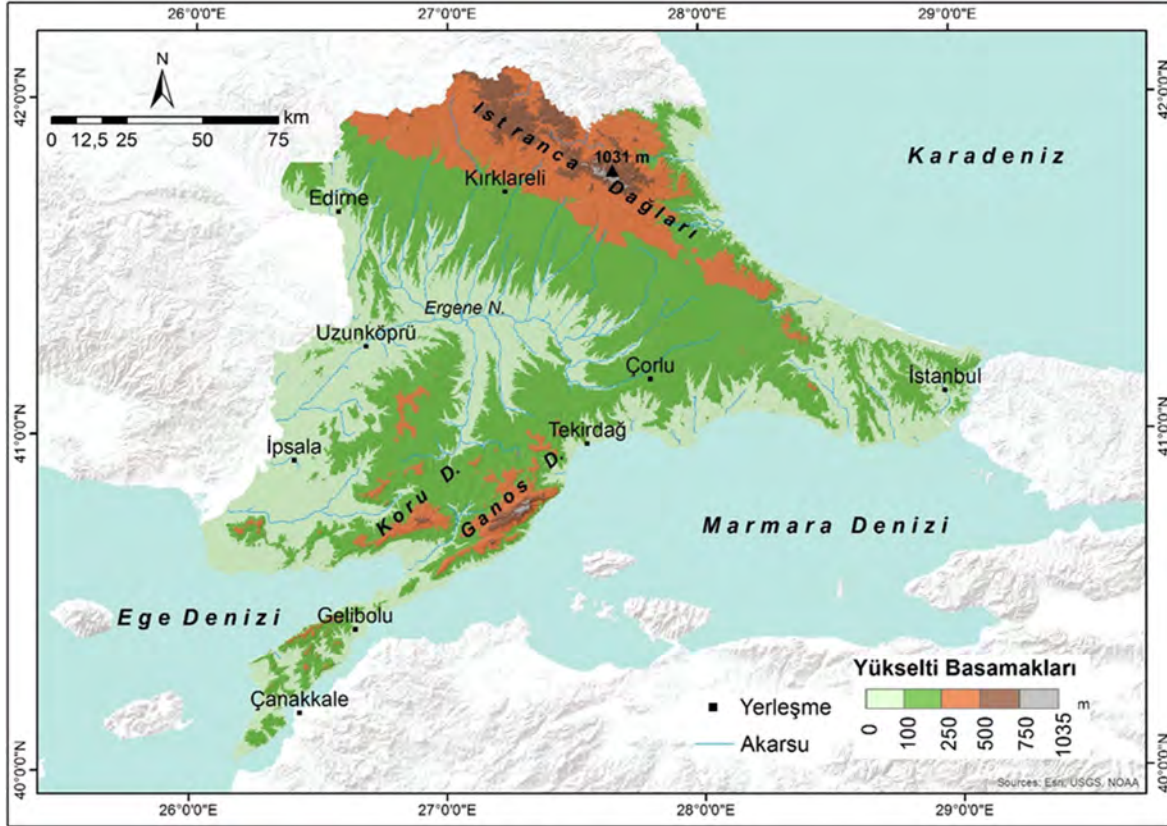 26°0'0"E
27°0'0"E
28°0'0"E
29°0'0"E
42°0'0"N
42°0'0"N
N
km
0 12,5 25 50 75
Istranca Dağları
1031 m
Karadeniz
Kırklareli
Edirne
Ergene N.
Uzunköprü
Çorlu
İstanbul
41°0'0"N
41°0'0"N
Tekirdağ
İpsala
Koru D.
Ganos D.
Marmara Denizi
Ege Denizi
Gelibolu
Çanakkale
Yükselti Basamakları
m
0 100 250 500 750 1035
Yerleşme
Akarsu
Sources: Esri, USGS, NOAA
40°0'0"N
40°0'0"N
26°0'0"E
27°0'0"E
28°0'0"E
29°0'0"E